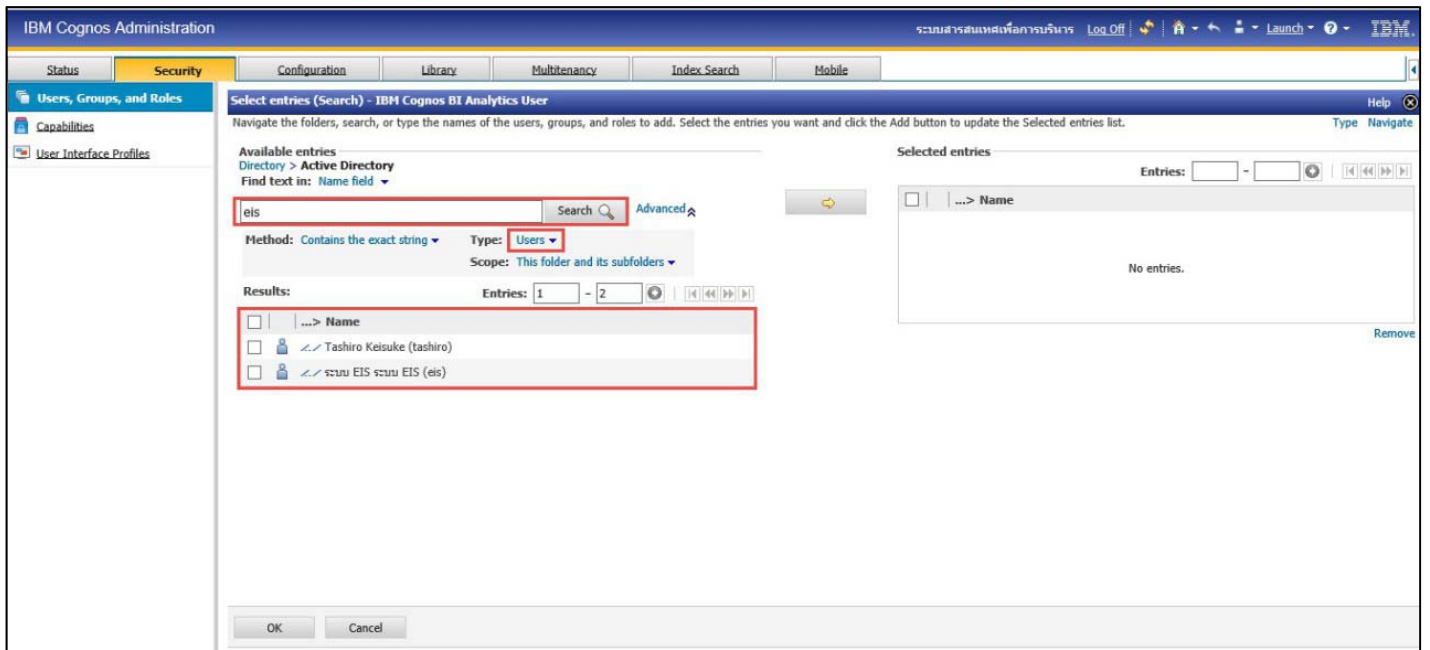 IBM Cognos Administration
ระบบสารสนเทศเพื่อการบริหาร Log Off Launch IBM.
Status Security Configuration Library Multitenancy Index Search Mobile
Users, Groups, and Roles
Capabilities
User Interface Profiles
Select entries (Search) - IBM Cognos BI Analytics User Help
Navigate the folders, search, or type the names of the users, groups, and roles to add. Select the entries you want and click the Add button to update the Selected entries list. Type Navigate
Available entries
Directory > Active Directory
Find text in: Name field
eis Search Advanced
Method: Contains the exact string Type: Users
Scope: This folder and its subfolders
Results: Entries: 1 - 2
...> Name
Tashiro Keisuke (tashiro)
ระบบ EIS ระบบ EIS (eis)
Selected entries
Entries: -
...> Name
No entries.
Remove
OK Cancel